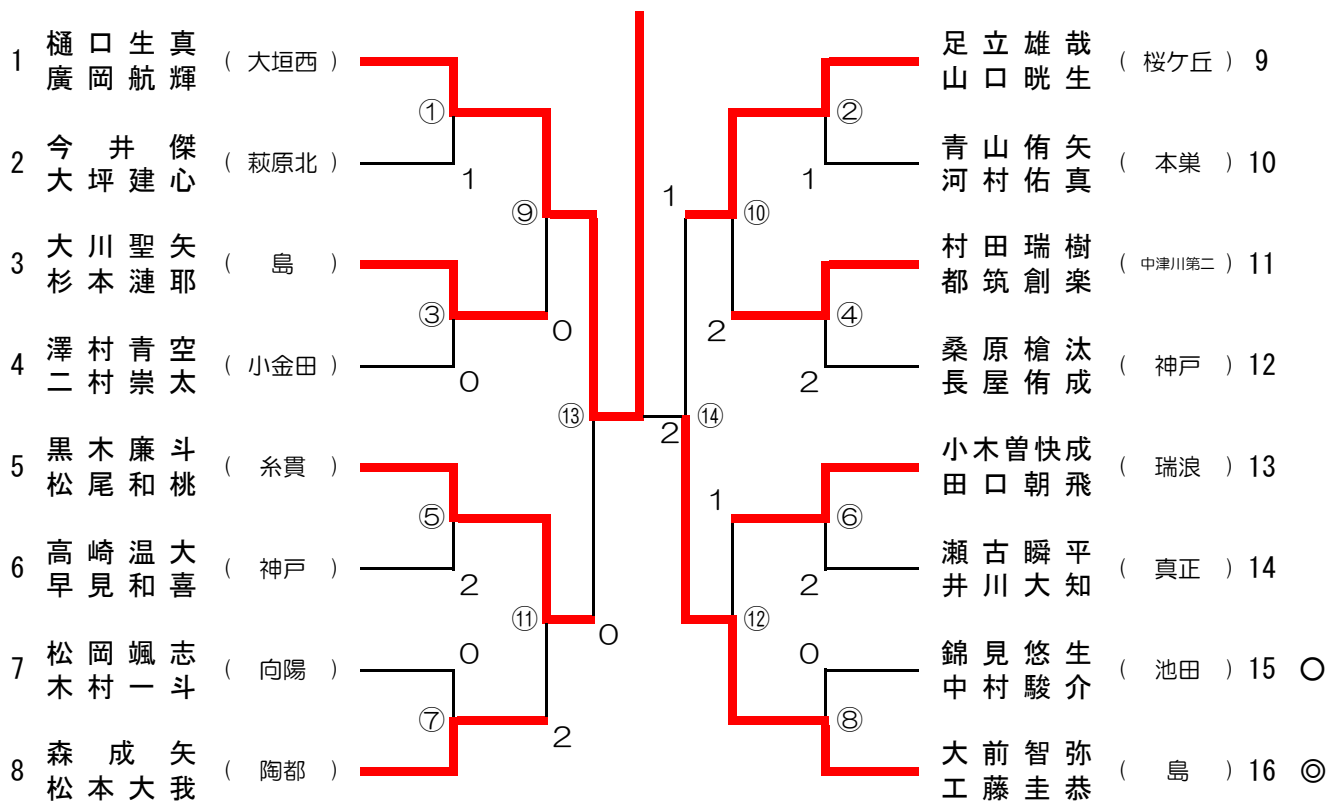 1 樋口生真 廣岡航輝 （ 大垣西 ）
①
2 今井傑 大坪建心 （ 萩原北 ）
1
⑨
3 大川聖矢 杉本漣耶 （ 島 ）
③
0
4 澤村青空 二村崇太 （ 小金田 ）
0
⑬
5 黒木廉斗 松尾和桃 （ 糸貫 ）
⑤
6 高崎温大 早見和喜 （ 神戸 ）
2
⑪
0
7 松岡颯志 木村一斗 （ 向陽 ）
0
⑦
2
8 森成矢 松本大我 （ 陶都 ）
足立雄哉 山口晄生 （ 桜ケ丘 ） 9
②
青山侑矢 河村佑真 （ 本巣 ） 10
1
1
⑩
村田瑞樹 都筑創楽 （ 中津川第二 ） 11
④
2
桑原槍汰 長屋侑成 （ 神戸 ） 12
2
⑭
2
小木曽快成 田口朝飛 （ 瑞浪 ） 13
1
⑥
瀬古瞬平 井川大知 （ 真正 ） 14
2
⑫
錦見悠生 中村駿介 （ 池田 ） 15 ○
0
⑧
大前智弥 工藤圭恭 （ 島 ） 16 ◎